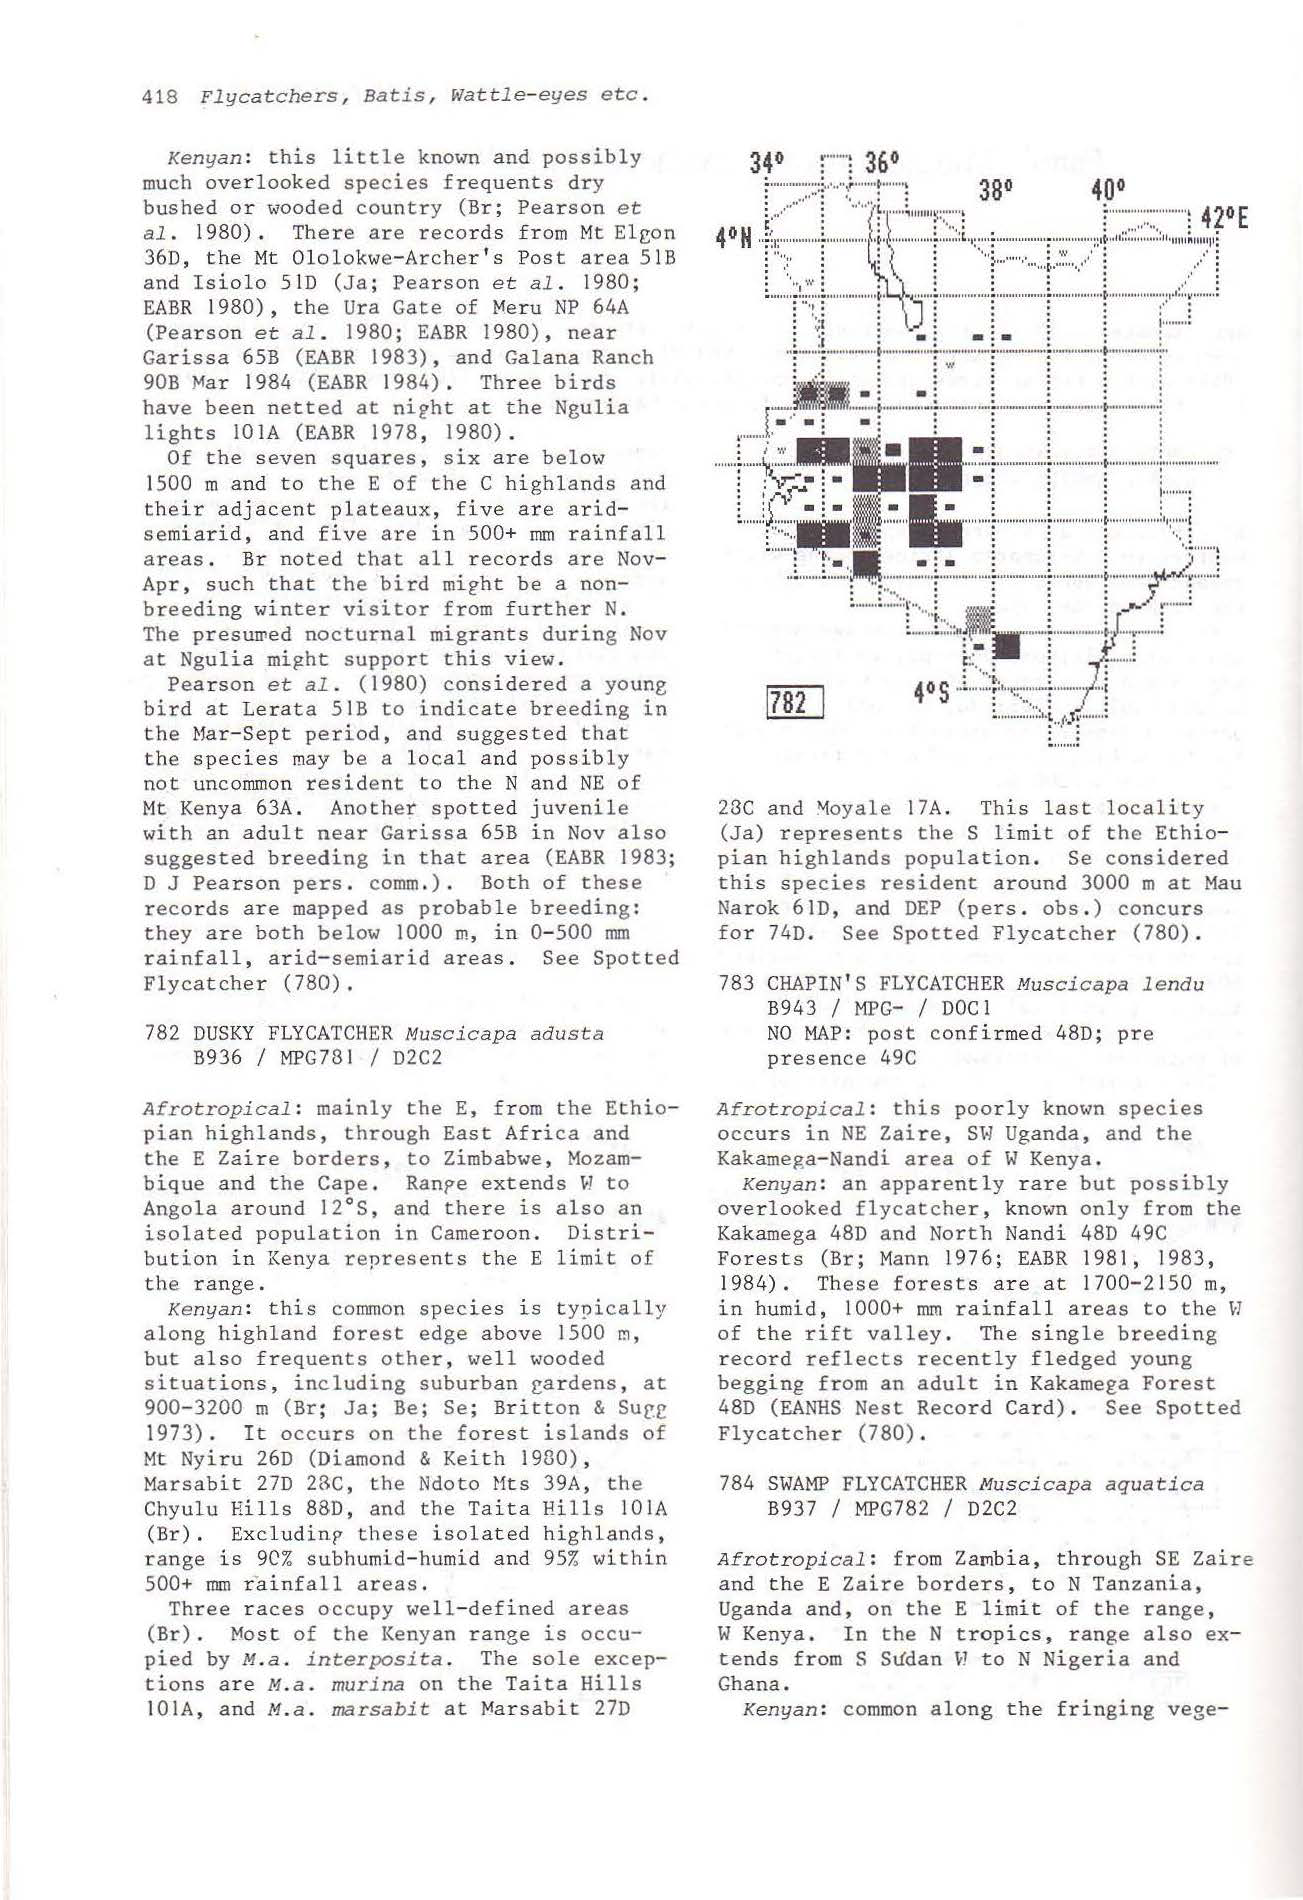 418 Flycatchers, Batis, Wattle-eyes etc.
Kenyan: this little known and possibly
much overlooked species frequents dry
bushed or wooded country (Br; Pearson et
al. 1980). There are records from Mt Elgon
36D, the Mt Ololokwe-Archer's Post area 51B
and Isiolo 51D (Ja; Pearson et al. 1980;
EABR 1980), the Ura Gate of Meru NP 64A
(Pearson et al. 1980; EABR 1980), near
Garissa 65B (EABR 1983), and Galana Ranch
90B Mar 1984 (EABR 1984). Three birds
have been netted at night at the Ngulia
lights 101A (EABR 1978, 1980).
Of the seven squares, six are below
1500 m and to the E of the C highlands and
their adjacent plateaux, five are arid-
semiarid, and five are in 500+ mm rainfall
areas. Br noted that all records are Nov-
Apr, such that the bird might be a non-
breeding winter visitor from further N.
The presumed nocturnal migrants during Nov
at Ngulia might support this view.
Pearson et al. (1980) considered a young
bird at Lerata 51B to indicate breeding in
the Mar-Sept period, and suggested that
the species may be a local and possibly
not uncommon resident to the N and NE of
Mt Kenya 63A. Another spotted juvenile
with an adult near Garissa 65B in Nov also
suggested breeding in that area (EABR 1983;
D J Pearson pers. comm.). Both of these
records are mapped as probable breeding:
they are both below 1000 m, in 0-500 mm
rainfall, arid-semiarid areas. See Spotted
Flycatcher (780).
782 DUSKY FLYCATCHER Muscicapa adusta
B936 / MPG781 / D2C2
Afrotropical: mainly the E, from the Ethio-
pian highlands, through East Africa and
the E Zaire borders, to Zimbabwe, Mozam-
bique and the Cape. Range extends W to
Angola around 12°S, and there is also an
isolated population in Cameroon. Distri-
bution in Kenya represents the E limit of
the range.
Kenyan: this common species is typically
along highland forest edge above 1500 m,
but also frequents other, well wooded
situations, including suburban gardens, at
900-3200 m (Br; Ja; Be; Se; Britton & Sugg
1973). It occurs on the forest islands of
Mt Nyiru 26D (Diamond & Keith 1980),
Marsabit 27D 28C, the Ndoto Mts 39A, the
Chyulu Hills 88D, and the Taita Hills 101A
(Br). Excluding these isolated highlands,
range is 90% subhumid-humid and 95% within
500+ mm rainfall areas.
Three races occupy well-defined areas
(Br). Most of the Kenyan range is occu-
pied by M.a. interposita. The sole excep-
tions are M.a. murina on the Taita Hills
101A, and M.a. marsabit at Marsabit 27D
34° 36°
38° 40°
42°E
4°N
w
w
w
w
4°S
782
28C and Moyale 17A. This last locality
(Ja) represents the S limit of the Ethio-
pian highlands population. Se considered
this species resident around 3000 m at Mau
Narok 61D, and DEP (pers. obs.) concurs
for 74D. See Spotted Flycatcher (780).
783 CHAPIN'S FLYCATCHER Muscicapa lendu
B943 / MPG- / D0C1
NO MAP: post confirmed 48D; pre
presence 49C
Afrotropical: this poorly known species
occurs in NE Zaire, SW Uganda, and the
Kakamega-Nandi area of W Kenya.
Kenyan: an apparently rare but possibly
overlooked flycatcher, known only from the
Kakamega 48D and North Nandi 48D 49C
Forests (Br; Mann 1976; EABR 1981, 1983,
1984). These forests are at 1700-2150 m,
in humid, 1000+ mm rainfall areas to the W
of the rift valley. The single breeding
record reflects recently fledged young
begging from an adult in Kakamega Forest
48D (EANHS Nest Record Card). See Spotted
Flycatcher (780).
784 SWAMP FLYCATCHER Muscicapa aquatica
B937 / MPG782 / D2C2
Afrotropical: from Zambia, through SE Zaire
and the E Zaire borders, to N Tanzania,
Uganda and, on the E limit of the range,
W Kenya. In the N tropics, range also ex-
tends from S Sudan W to N Nigeria and
Ghana.
Kenyan: common along the fringing vege-